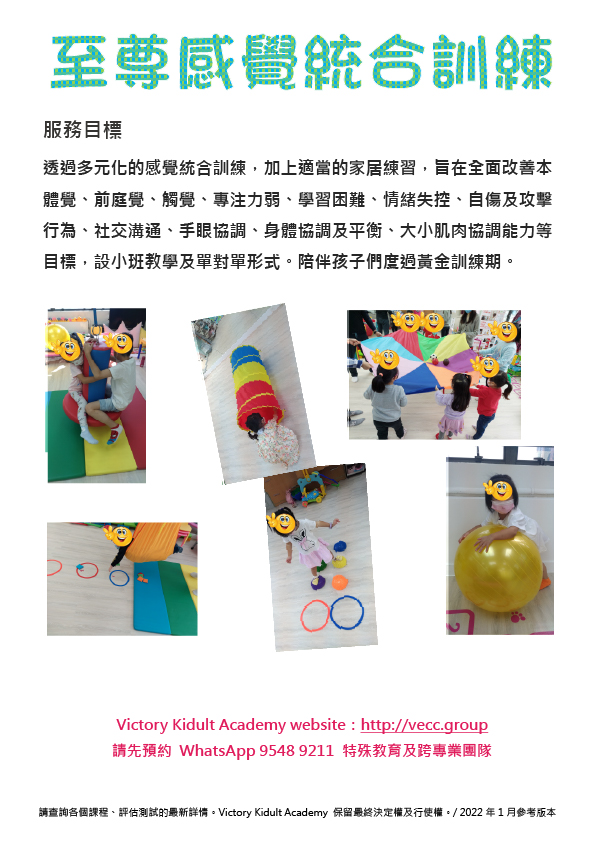 至尊感覺統合訓練
服務目標
透過多元化的感覺統合訓練，加上適當的家居練習，旨在全面改善本
體覺、前庭覺、觸覺、專注力弱、學習困難、情緒失控、自傷及攻擊
行為、社交溝通、手眼協調、身體協調及平衡、大小肌肉協調能力等
目標，設小班教學及單對單形式。陪伴孩子們度過黃金訓練期。
Victory Kidult Academy website：http://vecc.group
請先預約 WhatsApp 9548 9211 特殊教育及跨專業團隊
請查詢各個課程、評估測試的最新詳情。Victory Kidult Academy 保留最終決定權及行使權。/ 2022 年 1 月參考版本